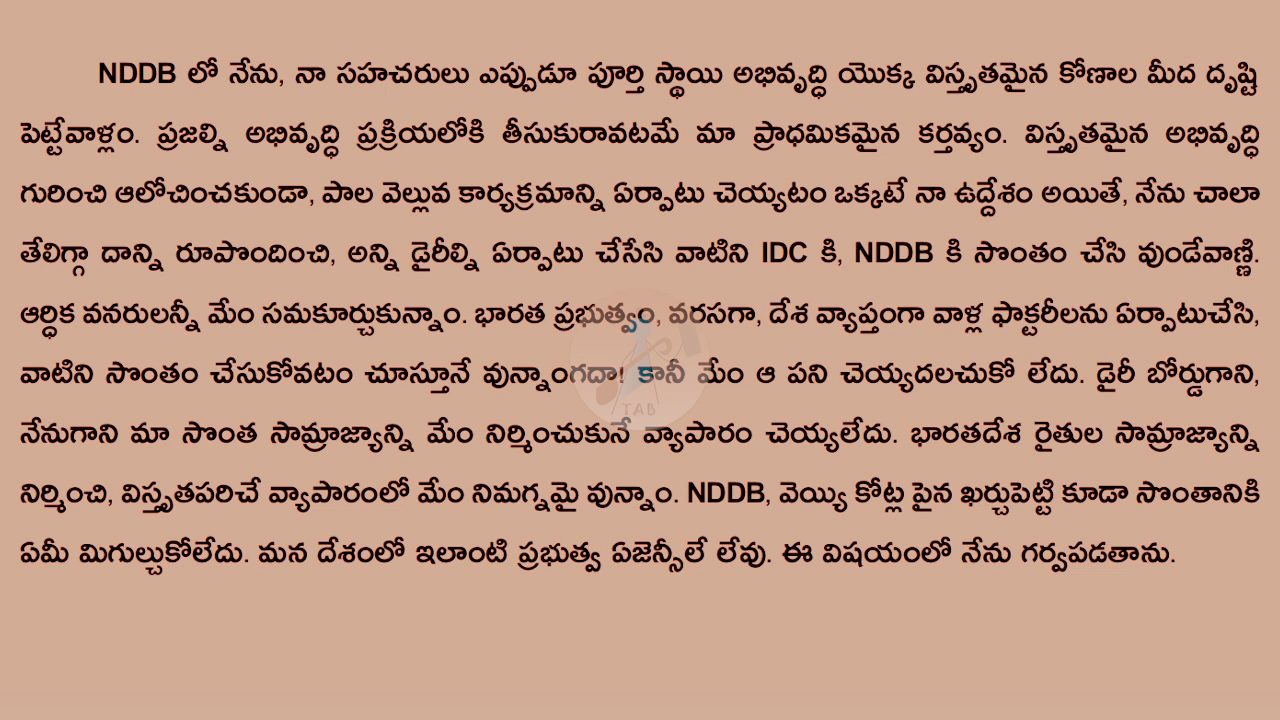 NDDB లో నేను, నా సహచరులు ఎప్పుడూ పూర్తి స్థాయి అభివృద్ధి యొక్క విస్తృతమైన కోణాల మీద దృష్టి
పెట్టేవాళ్లం. ప్రజల్ని అభివృద్ధి ప్రక్రియలోకి తీసుకురావటమే మా ప్రాధమికమైన కర్తవ్యం. విస్తృతమైన అభివృద్ధి
గురించి ఆలోచించకుండా, పాల వెల్లువ కార్యక్రమాన్ని ఏర్పాటు చెయ్యటం ఒక్కటే నా ఉద్దేశం అయితే, నేను చాలా
తేలిగ్గా దాన్ని రూపొందించి, అన్ని డైరీల్ని ఏర్పాటు చేసేసి వాటిని IDC కి, NDDB కి సొంతం చేసి వుండేవాణ్ణి.
ఆర్ధిక వనరులన్నీ మేం సమకూర్చుకున్నాం. భారత ప్రభుత్వం, వరసగా, దేశ వ్యాప్తంగా వాళ్ల ఫాక్టరీలను ఏర్పాటుచేసి,
వాటిని సొంతం చేసుకోవటం చూస్తూనే వున్నాంగదా! కానీ మేం ఆ పని చెయ్యదలచుకో లేదు. డైరీ బోర్డుగాని,
నేనుగాని మా సొంత సామ్రాజ్యాన్ని మేం నిర్మించుకునే వ్యాపారం చెయ్యలేదు. భారతదేశ రైతుల సామ్రాజ్యాన్ని
నిర్మించి, విస్తృతపరిచే వ్యాపారంలో మేం నిమగ్నమై వున్నాం. NDDB, వెయ్యి కోట్ల పైన ఖర్చుపెట్టి కూడా సొంతానికి
ఏమీ మిగుల్చుకోలేదు. మన దేశంలో ఇలాంటి ప్రభుత్వ ఏజెన్సీలే లేవు. ఈ విషయంలో నేను గర్వపడతాను.
TAB